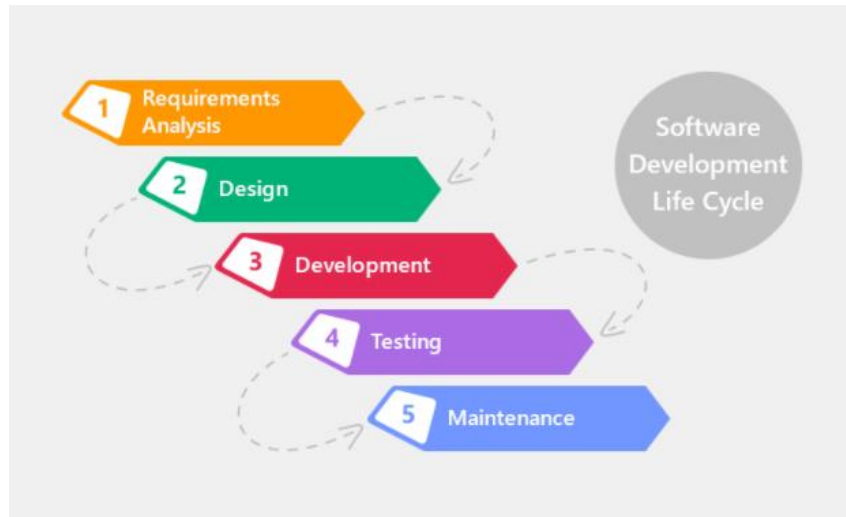 1
Requirements
Analysis
2
Design
3
Development
4
Testing
5
Maintenance
Software
Development
Life Cycle